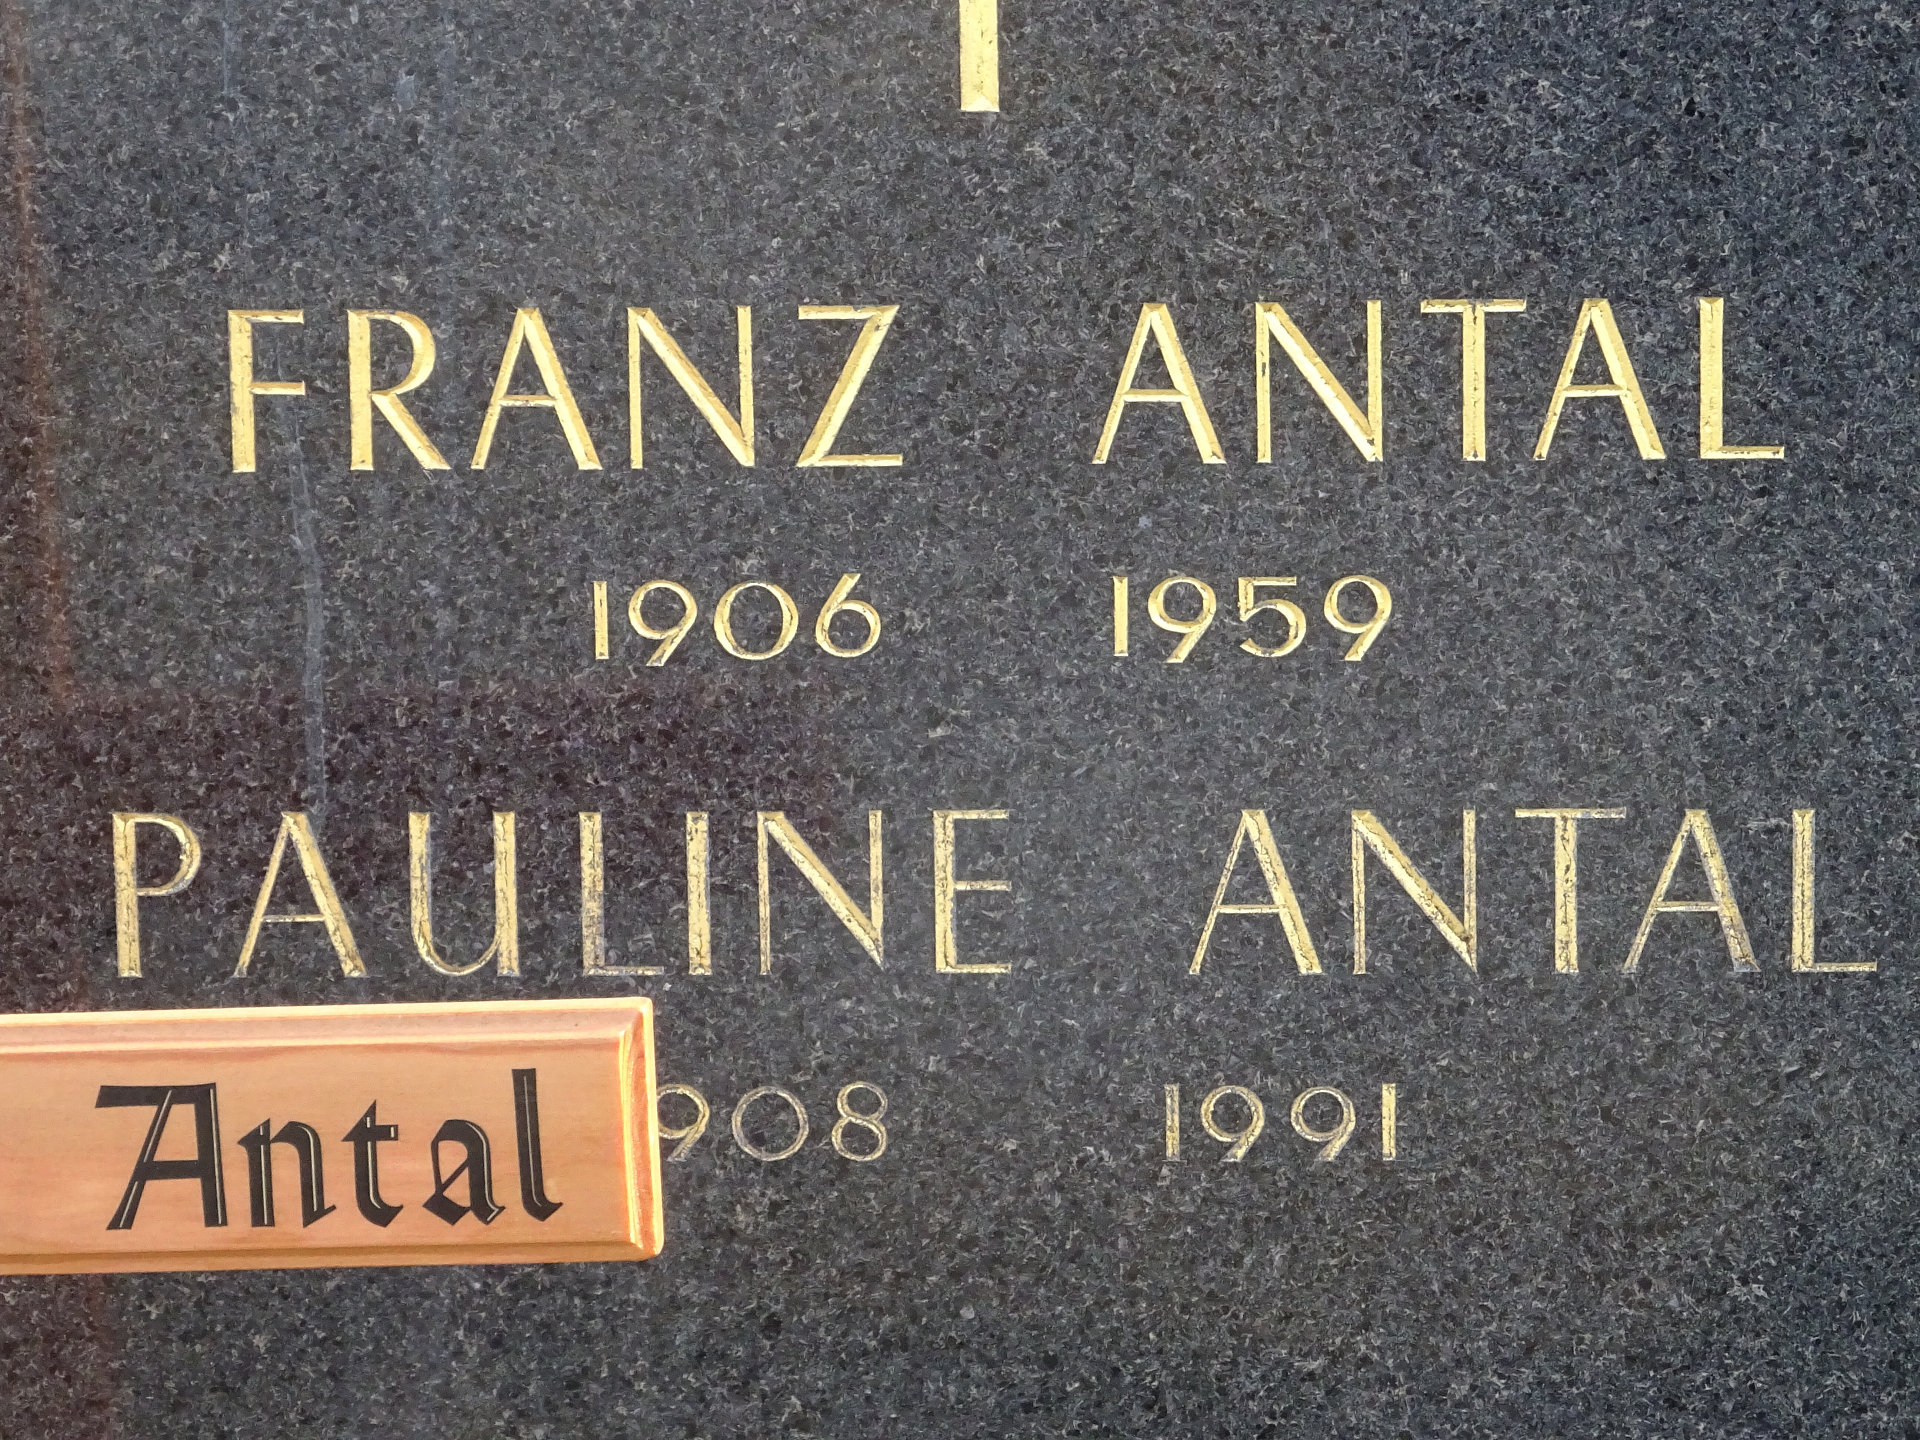 FRANZ ANTAL
1906 1959
PAULINE ANTAL
908 1991
Antal